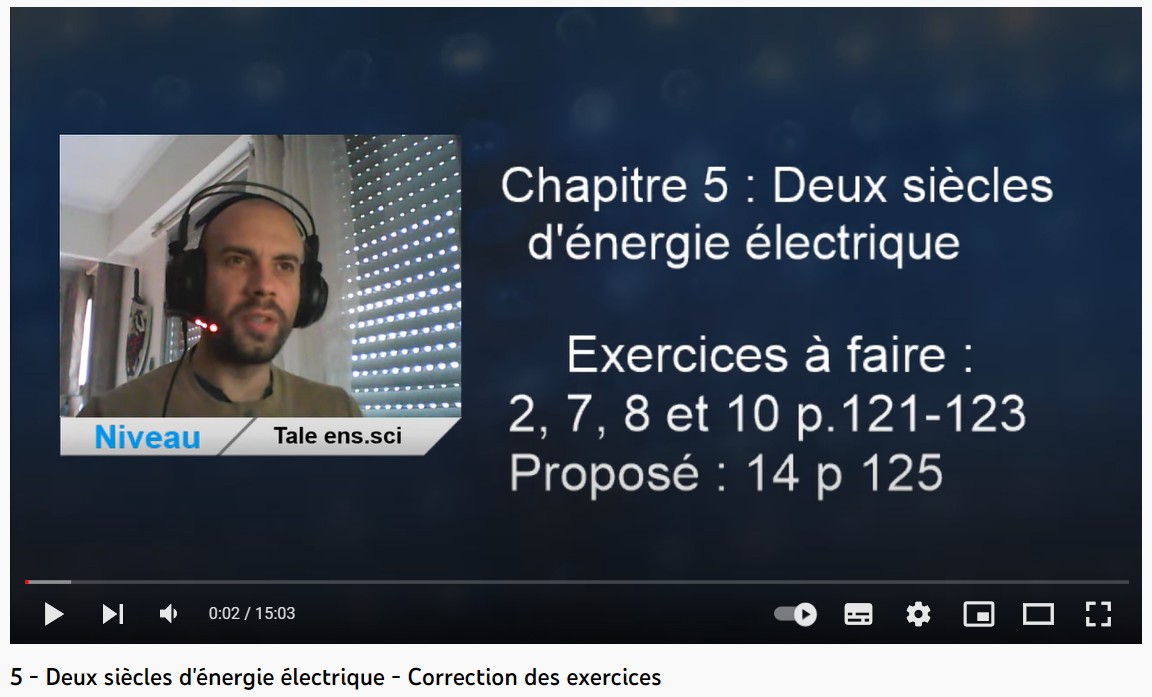 Chapitre 5 : Deux siècles
d'énergie électrique
Exercices à faire :
2, 7, 8 et 10 p.121-123
Proposé : 14 p 125
Niveau
Tale ens.sci
0:02 / 15:03
5 - Deux siècles d'énergie électrique - Correction des exercices